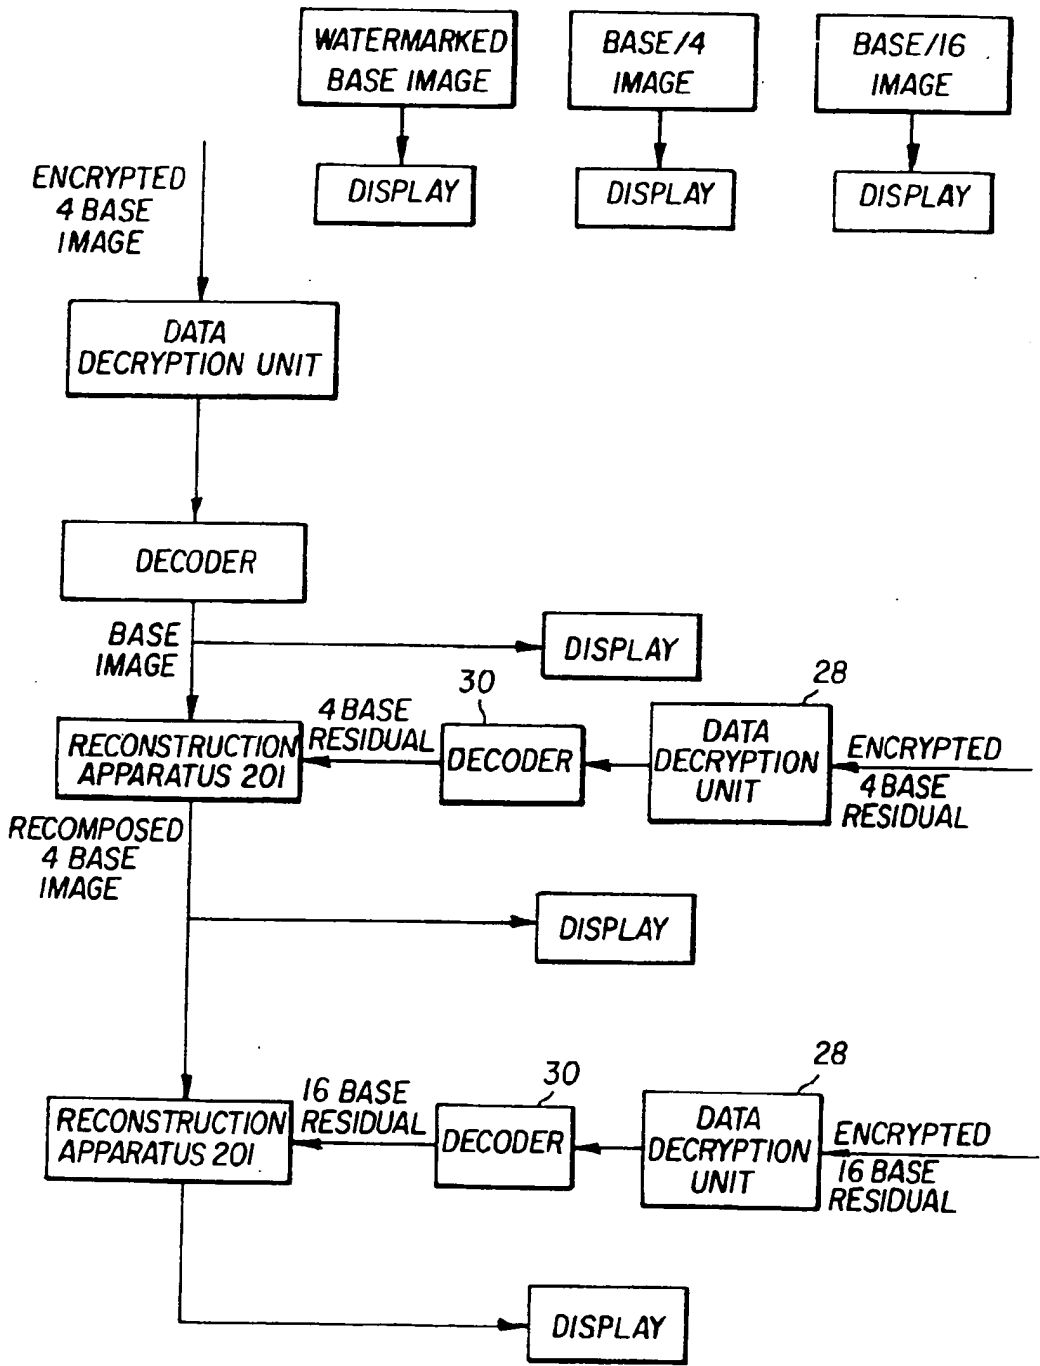 WATERMARKED
BASE IMAGE
BASE/4
IMAGE
BASE/16
IMAGE
DISPLAY
DISPLAY
DISPLAY
ENCRYPTED
4 BASE
IMAGE
DATA
DECRYPTION UNIT
DECODER
BASE
IMAGE
DISPLAY
30
28
4 BASE
RESIDUAL
RECONSTRUCTION
APPARATUS 201
DECODER
DATA
DECRYPTION
UNIT
ENCRYPTED
4 BASE
RESIDUAL
RECOMPOSED
4 BASE
IMAGE
DISPLAY
30
28
16 BASE
RESIDUAL
RECONSTRUCTION
APPARATUS 201
DECODER
DATA
DECRYPTION
UNIT
ENCRYPTED
16 BASE
RESIDUAL
DISPLAY